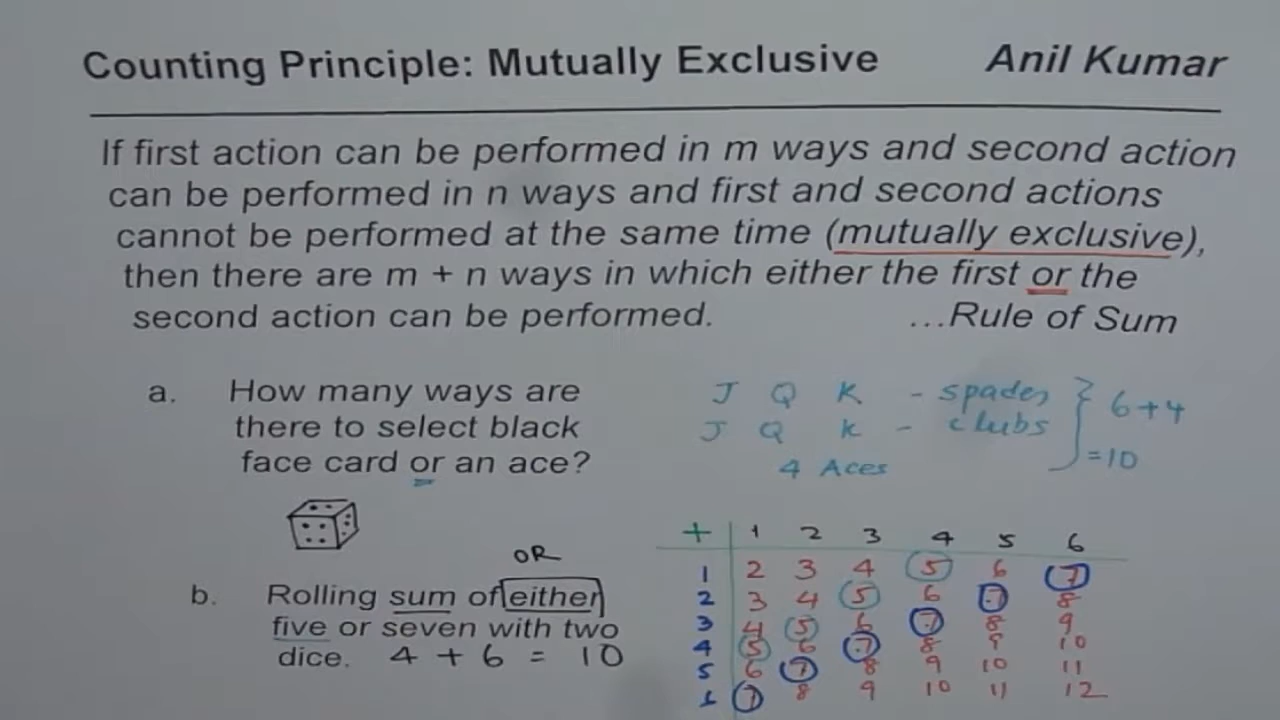 Counting Principle: Mutually Exclusive Anil Kumar
If first action can be performed in m ways and second action
can be performed in n ways and first and second actions
cannot be performed at the same time (mutually exclusive),
then there are m + n ways in which either the first or the
second action can be performed. ...Rule of Sum
a. How many ways are
there to select black
face card or an ace?
J Q K - spades
J Q K - clubs
4 Aces
6+4
=10
OR
b. Rolling sum of either
five or seven with two
dice. 4 + 6 = 10
+ 1 2 3 4 5 6
1 2 3 4 5 6 7
2 3 4 5 6 7 8
3 4 5 6 7 8 9
4 5 6 7 8 9 10
5 6 7 8 9 10 11
7 8 9 10 11 12